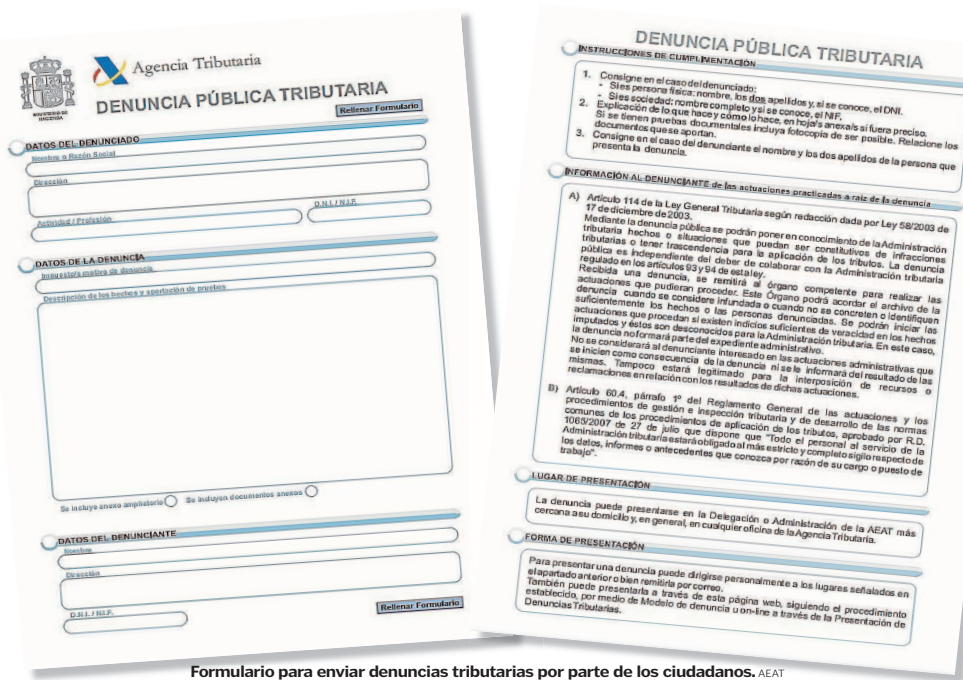 MINISTERIO DE
HACIENDA
Agencia Tributaria
DENUNCIA PÚBLICA TRIBUTARIA
Rellenar Formulario
DATOS DEL DENUNCIADO
Nombre o Razón Social
Dirección
Actividad / Profesión
D.N.I. / N.I.F.
DATOS DE LA DENUNCIA
Impuesto/s motivo de denuncia
Descripción de los hechos y aportación de pruebas
Se incluye anexo ampliatorio
Se incluyen documentos anexos
DATOS DEL DENUNCIANTE
Nombre
Dirección
D.N.I. / N.I.F.
Rellenar Formulario
DENUNCIA PÚBLICA TRIBUTARIA
INSTRUCCIONES DE CUMPLIMENTACIÓN
1. Consigne en el caso del denunciado:
- Si es persona física: nombre, los dos apellidos y, si se conoce, el DNI.
- Si es sociedad: nombre completo y si se conoce, el NIF.
2. Explicación de lo que hace y cómo lo hace, en hoja/s anexa/s si fuera preciso.
Si se tienen pruebas documentales incluya fotocopia de ser posible. Relacione los
documentos que se aportan.
3. Consigne en el caso del denunciante el nombre y los dos apellidos de la persona que
presenta la denuncia.
INFORMACIÓN AL DENUNCIANTE de las actuaciones practicadas a raíz de la denuncia
A) Artículo 114 de la Ley General Tributaria según redacción dada por Ley 58/2003 de
17 de diciembre de 2003.
Mediante la denuncia pública se podrán poner en conocimiento de la Administración
tributaria hechos o situaciones que puedan ser constitutivos de infracciones
tributarias o tener trascendencia para la aplicación de los tributos. La denuncia
pública es independiente del deber de colaborar con la Administración tributaria
regulado en los artículos 93 y 94 de esta ley.
Recibida una denuncia, se remitirá al órgano competente para realizar las
actuaciones que pudieran proceder. Este Órgano podrá acordar el archivo de la
denuncia cuando se considere infundada o cuando no se concreten o identifiquen
suficientemente los hechos o las personas denunciadas. Se podrán iniciar las
actuaciones que procedan si existen indicios suficientes de veracidad en los hechos
imputados y éstos son desconocidos para la Administración tributaria. En este caso,
la denuncia no formará parte del expediente administrativo.
No se considerará al denunciante interesado en las actuaciones administrativas que
se inicien como consecuencia de la denuncia ni se le informará del resultado de las
mismas. Tampoco estará legitimado para la interposición de recursos o
reclamaciones en relación con los resultados de dichas actuaciones.
B) Artículo 60.4, párrafo 1º del Reglamento General de las actuaciones y los
procedimientos de gestión e inspección tributaria y de desarrollo de las normas
comunes de los procedimientos de aplicación de los tributos, aprobado por R.D.
1065/2007 de 27 de julio que dispone que "Todo el personal al servicio de la
Administración tributaria estará obligado al más estricto y completo sigilo respecto de
los datos, informes o antecedentes que conozca por razón de su cargo o puesto de
trabajo".
LUGAR DE PRESENTACIÓN
La denuncia puede presentarse en la Delegación o Administración de la AEAT más
cercana a su domicilio y, en general, en cualquier oficina de la Agencia Tributaria.
FORMA DE PRESENTACIÓN
Para presentar una denuncia puede dirigirse personalmente a los lugares señalados en
el apartado anterior o bien remitirla por correo.
También puede presentarla a través de esta página web, siguiendo el procedimiento
establecido, por medio de Modelo de denuncia u on-line a través de la Presentación de
Denuncias Tributarias.
Formulario para enviar denuncias tributarias por parte de los ciudadanos. AEAT